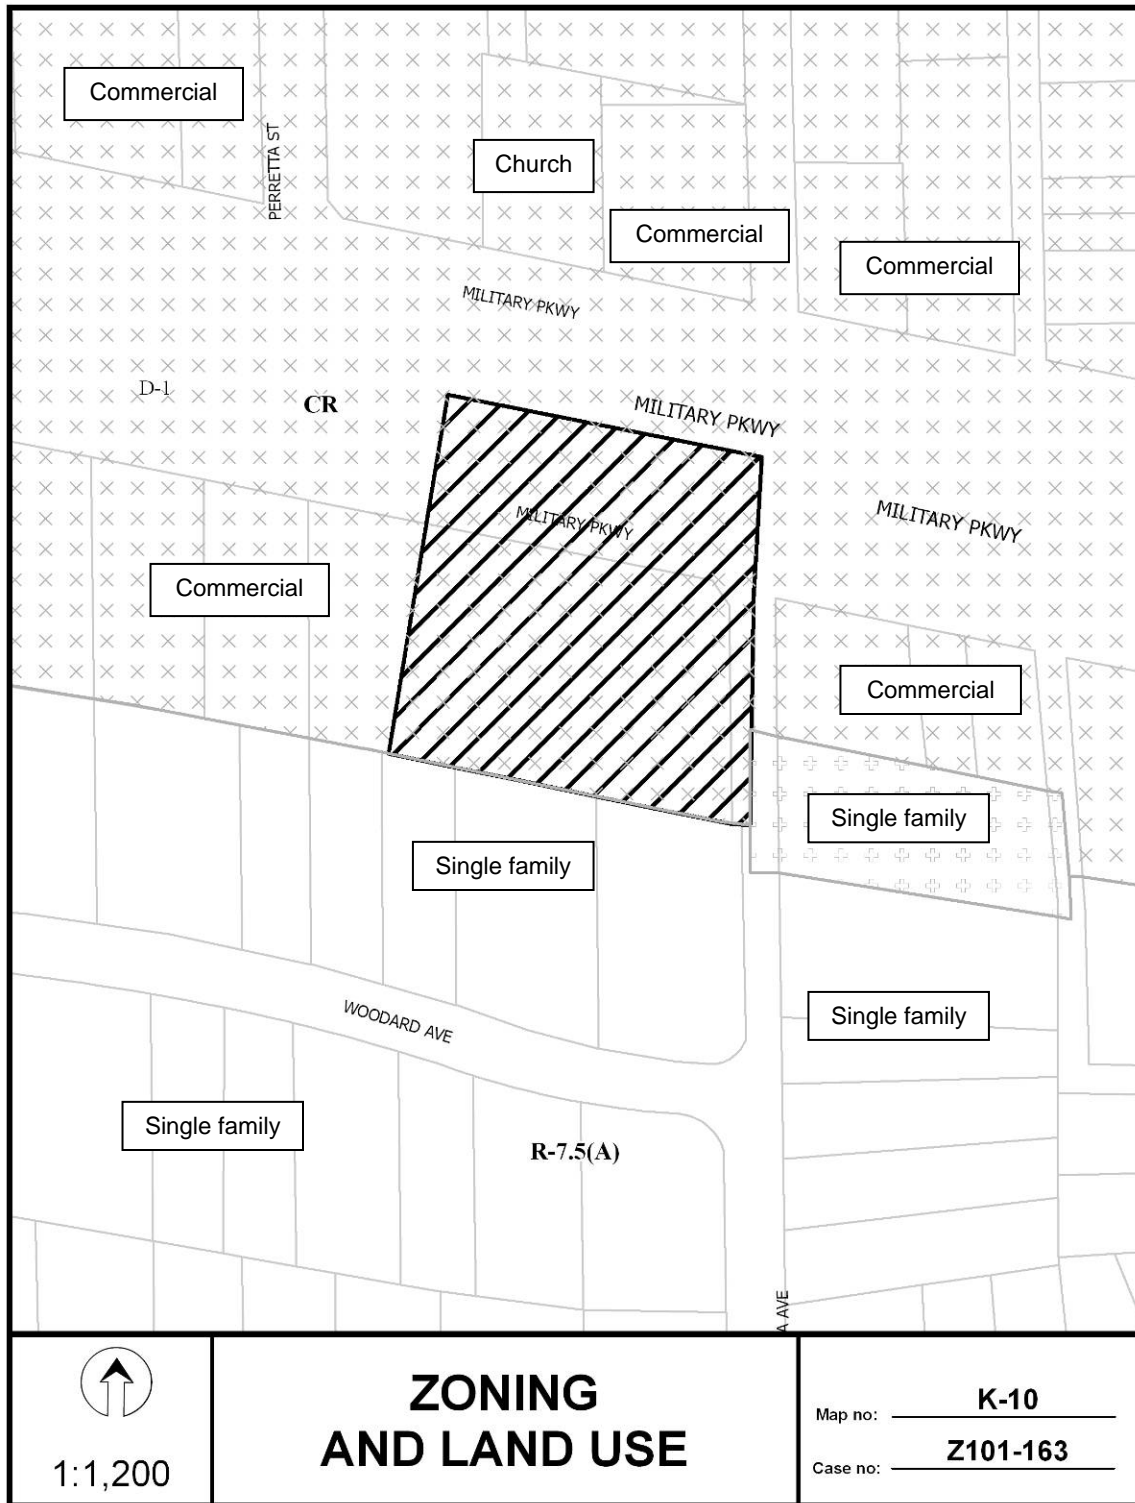 Commercial
PERRETTA ST
Church
Commercial
Commercial
MILITARY PKWY
D-1
CR
MILITARY PKWY
MILITARY PKWY
MILITARY PKWY
Commercial
Commercial
Single family
Single family
WOODARD AVE
Single family
Single family
R-7.5(A)
A AVE
1:1,200
ZONING
AND LAND USE
Map no: K-10
Case no: Z101-163